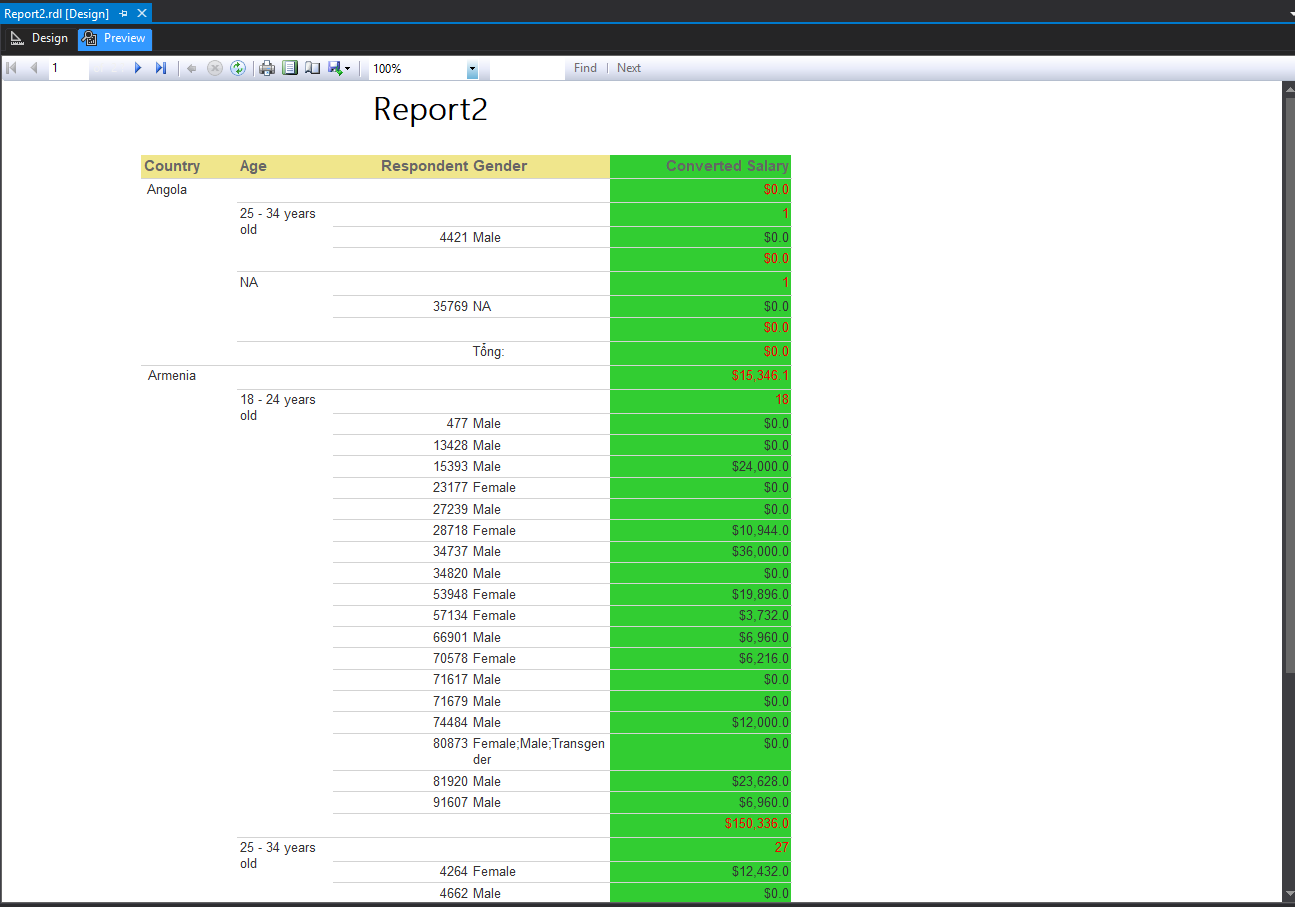 Report2.rdl [Design]
Design Preview
1 100% Find | Next
Report2
Country Age Respondent Gender Converted Salary
Angola $0.0
25 - 34 years old 1
4421 Male $0.0
$0.0
NA 1
35769 NA $0.0
$0.0
Tổng: $0.0
Armenia $15,346.1
18 - 24 years old 18
477 Male $0.0
13428 Male $0.0
15393 Male $24,000.0
23177 Female $0.0
27239 Male $0.0
28718 Female $10,944.0
34737 Male $36,000.0
34820 Male $0.0
53948 Female $19,896.0
57134 Female $3,732.0
66901 Male $6,960.0
70578 Female $6,216.0
71617 Male $0.0
71679 Male $0.0
74484 Male $12,000.0
80873 Female;Male;Transgen
der $0.0
81920 Male $23,628.0
91607 Male $6,960.0
$150,336.0
25 - 34 years old 27
4264 Female $12,432.0
4662 Male $0.0